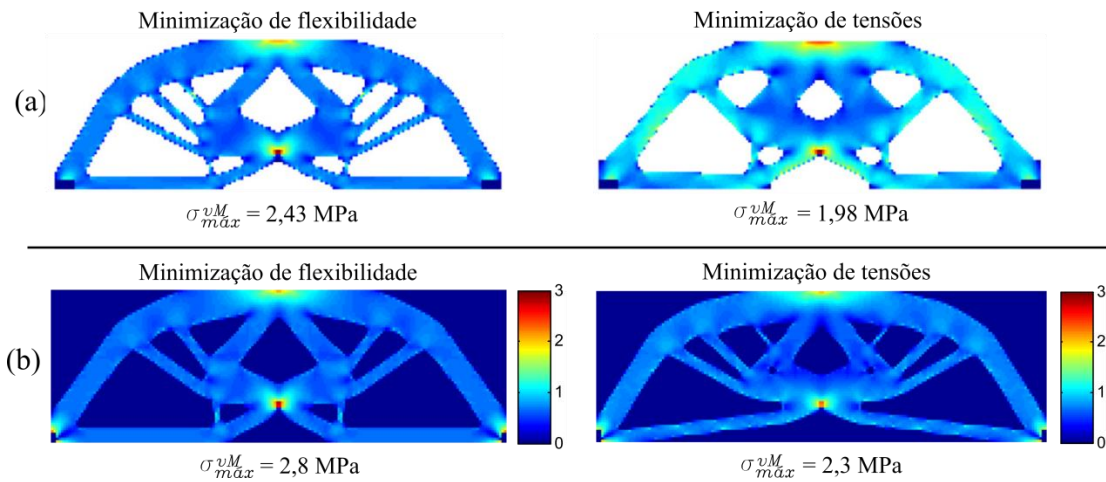 Minimização de flexibilidade
Minimização de tensões
(a)
σ^{vM}_{máx} = 2,43 MPa
σ^{vM}_{máx} = 1,98 MPa
Minimização de flexibilidade
Minimização de tensões
(b)
3
2
1
0
3
2
1
0
σ^{vM}_{máx} = 2,8 MPa
σ^{vM}_{máx} = 2,3 MPa